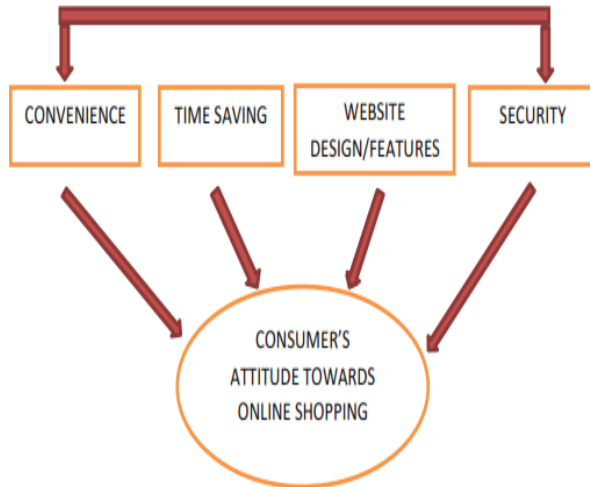 CONVENIENCE
TIME SAVING
WEBSITE
DESIGN/FEATURES
SECURITY
CONSUMER'S
ATTITUDE TOWARDS
ONLINE SHOPPING